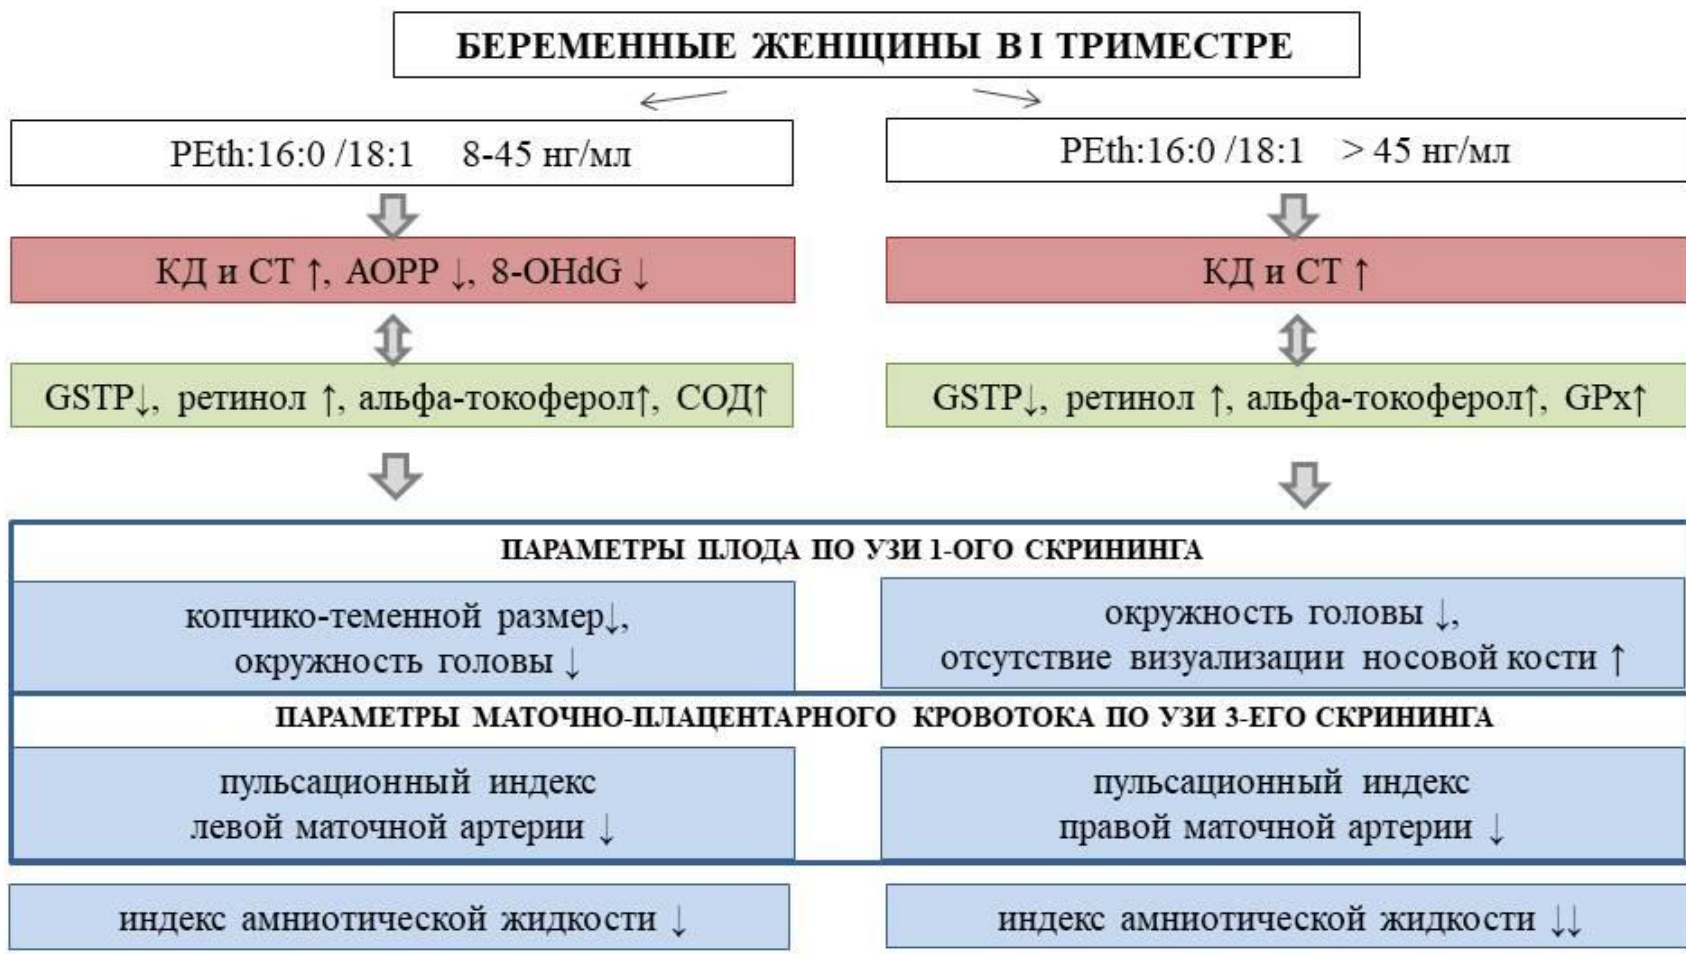 БЕРЕМЕННЫЕ ЖЕНЩИНЫ В I ТРИМЕСТРЕ
PEth:16:0 /18:1 8-45 нг/мл
PEth:16:0 /18:1 > 45 нг/мл
КД и СТ ↑, АОРР ↓, 8-OHdG ↓
КД и СТ ↑
GSTP↓, ретинол ↑, альфа-токоферол↑, СОД↑
GSTP↓, ретинол ↑, альфа-токоферол↑, GPx↑
ПАРАМЕТРЫ ПЛОДА ПО УЗИ 1-ОГО СКРИНИНГА
копчико-теменной размер↓,
окружность головы ↓
окружность головы ↓,
отсутствие визуализации носовой кости ↑
ПАРАМЕТРЫ МАТОЧНО-ПЛАЦЕНТАРНОГО КРОВОТОКА ПО УЗИ 3-ЕГО СКРИНИНГА
пульсационный индекс
левой маточной артерии ↓
пульсационный индекс
правой маточной артерии ↓
индекс амниотической жидкости ↓
индекс амниотической жидкости ↓↓